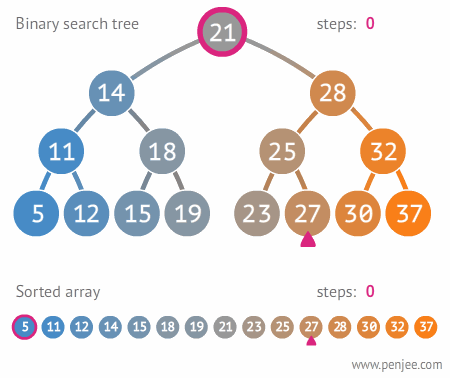 Binary search tree steps: 0
21
14 28
11 18 25 32
5 12 15 19 23 27 30 37
Sorted array steps: 0
5 11 12 14 15 18 19 21 23 25 27 28 30 32 37
www.penjee.com